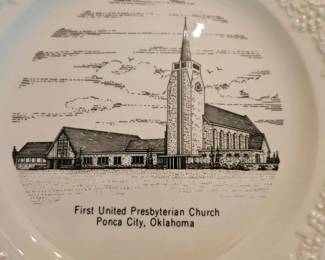 First United Presbyterian Church
Ponca City, Oklahoma